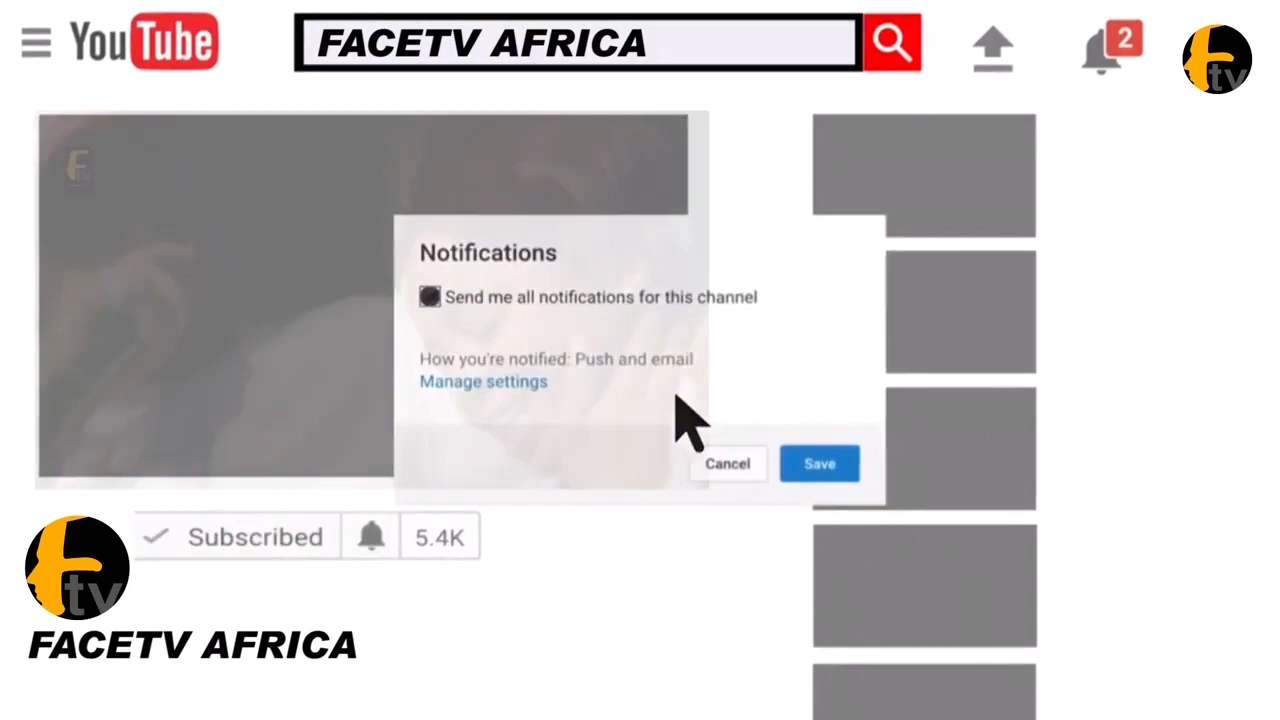 YouTube
FACETV AFRICA
2
tv
Notifications
Send me all notifications for this channel
How you're notified: Push and email
Manage settings
Cancel
Save
Subscribed
5.4K
tv
FACETV AFRICA